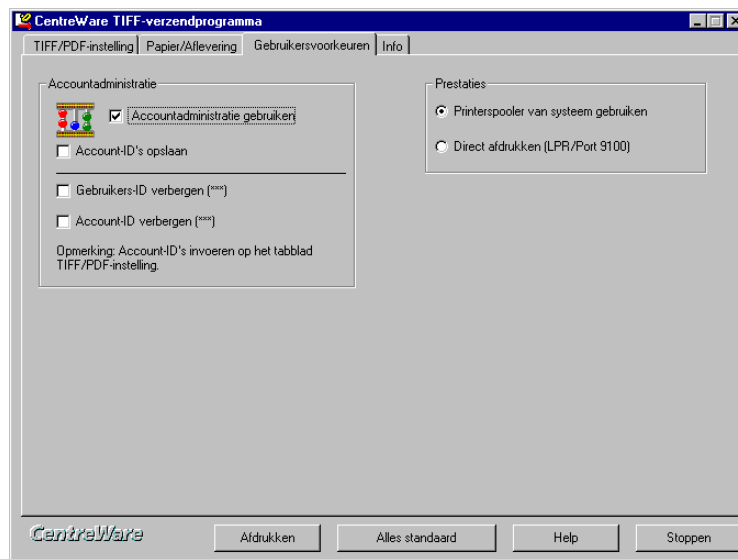 CentreWare TIFF-verzendprogramma
TIFF/PDF-instelling Papier/Aflevering Gebruikersvoorkeuren Info
Accountadministratie
Accountadministratie gebruiken
Account-ID's opslaan
Gebruikers-ID verbergen (***)
Account-ID verbergen (***)
Opmerking: Account-ID's invoeren op het tabblad
TIFF/PDF-instelling.
Prestaties
Printerspooler van systeem gebruiken
Direct afdrukken (LPR/Port 9100)
CentreWare
Afdrukken Alles standaard Help Stoppen